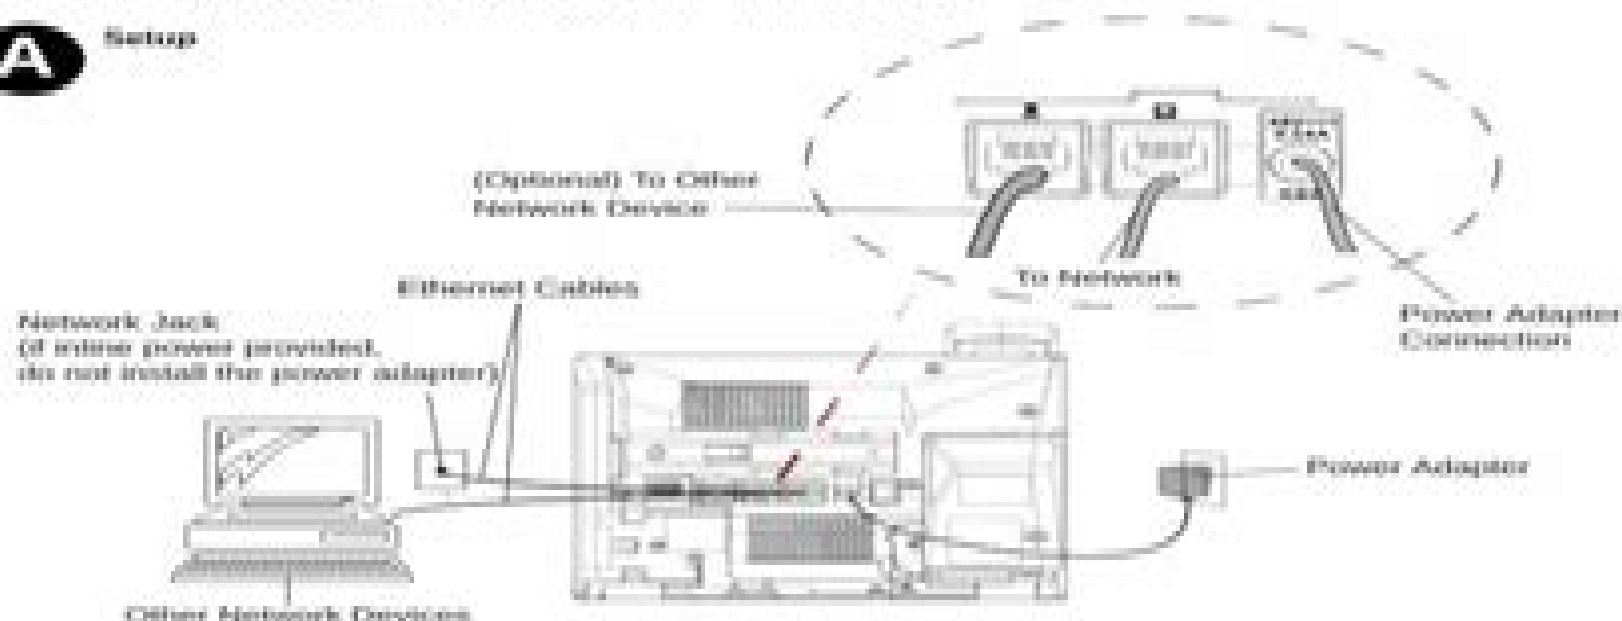 A
Setup
(Optional) To Other
Network Device
To Network
Power Adapter
Connection
Ethernet Cables
Network Jack
(if inline power provided,
do not install the power adapter)
Power Adapter
Other Network Devices